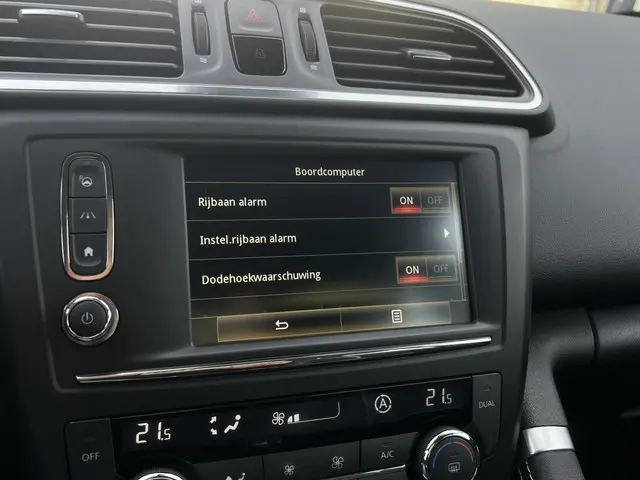 Boordcomputer
Rijbaan alarm ON OFF
Instel.rijbaan alarm
Dodehoekwaarschuwing ON OFF
21.5 A 21.5 DUAL
OFF A/C